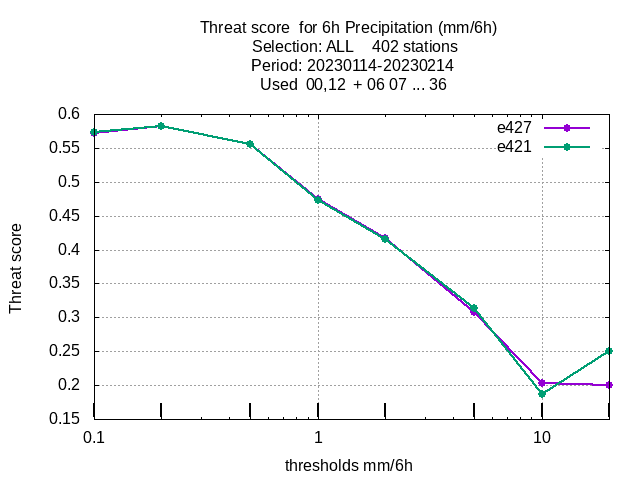 Threat score  for 6h Precipitation (mm/6h)
Selection: ALL    402 stations
Period: 20230114-20230214
Used  00,12  + 06 07 ... 36
e427
e421
0.6
0.55
0.5
0.45
0.4
0.35
0.3
0.25
0.2
0.15
Threat score
0.1
1
10
thresholds mm/6h